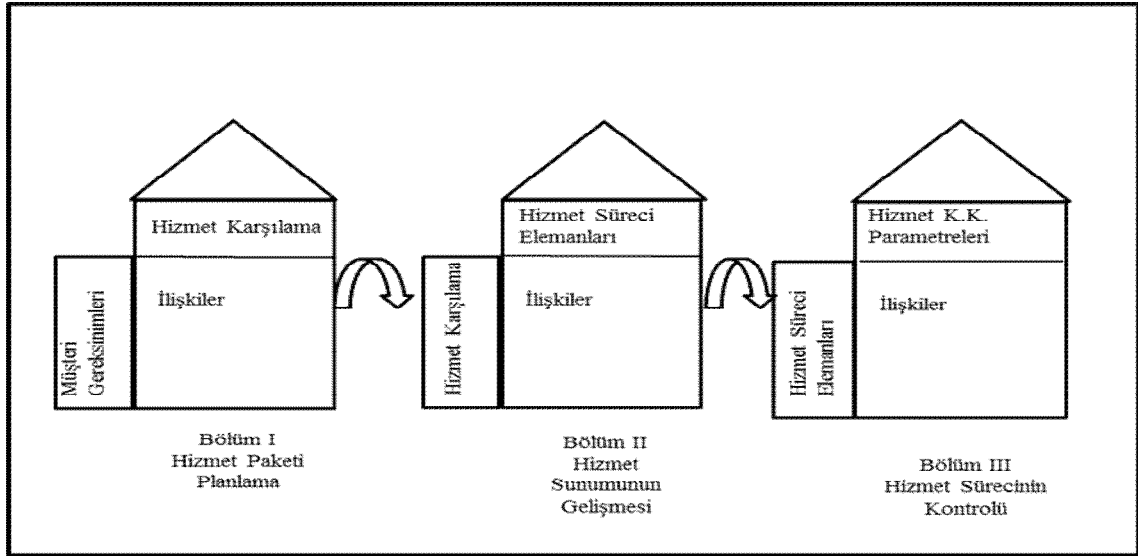 Hizmet Karşılama
Müşteri
Gereksinimleri
İlişkiler
Bölüm I
Hizmet Paketi
Planlama
Hizmet Süreci
Elemanları
Hizmet Karşılama
İlişkiler
Bölüm II
Hizmet
Sunumunun
Gelişmesi
Hizmet K.K.
Parametreleri
Hizmet Süreci
Elemanları
İlişkiler
Bölüm III
Hizmet Sürecinin
Kontrolü